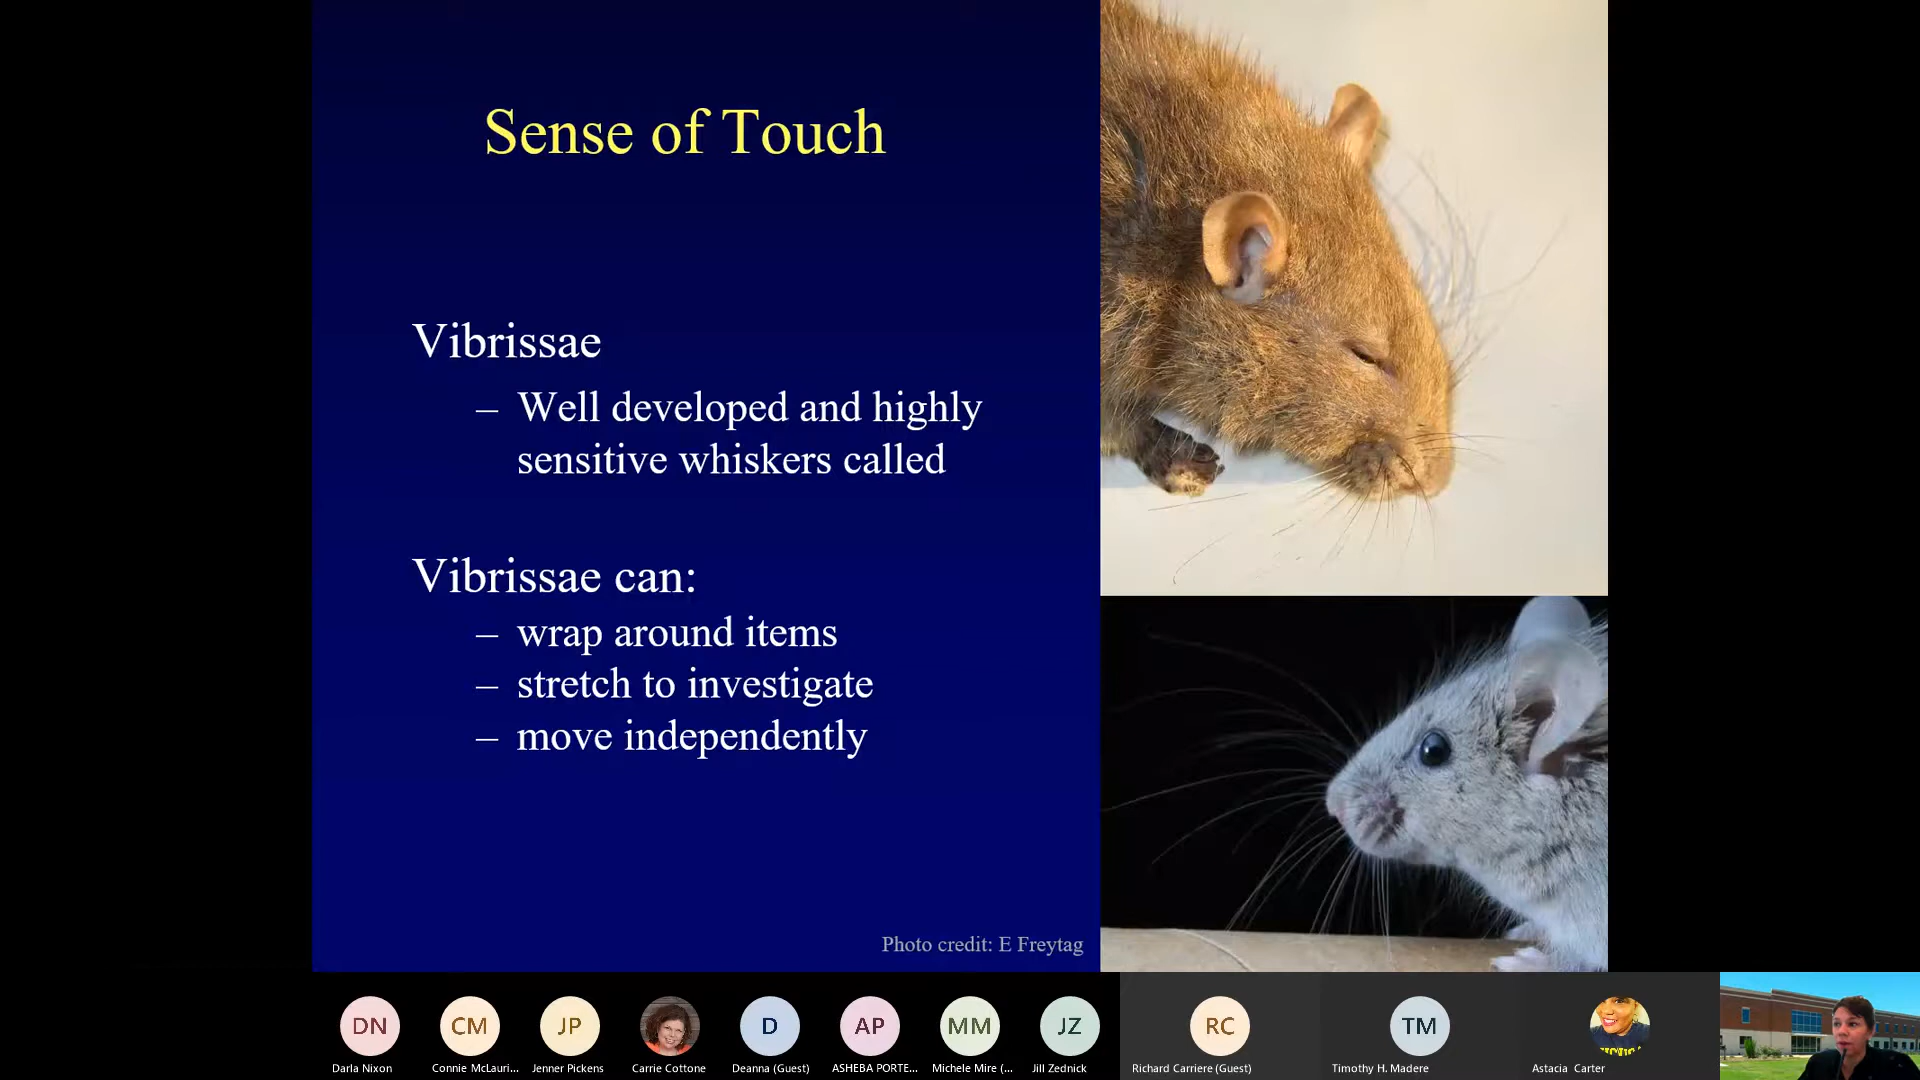 Sense of Touch
Vibrissae
– Well developed and highly
sensitive whiskers called
Vibrissae can:
– wrap around items
– stretch to investigate
– move independently
Photo credit: E Freytag
DN
CM
JP
D
AP
MM
JZ
RC
TM
Darla Nixon
Connie McLauri...
Jenner Pickens
Carrie Cottone
Deanna (Guest)
ASHEBA PORTE...
Michele Mire (...
Jill Zednick
Richard Carriere (Guest)
Timothy H. Madere
Astacia Carter